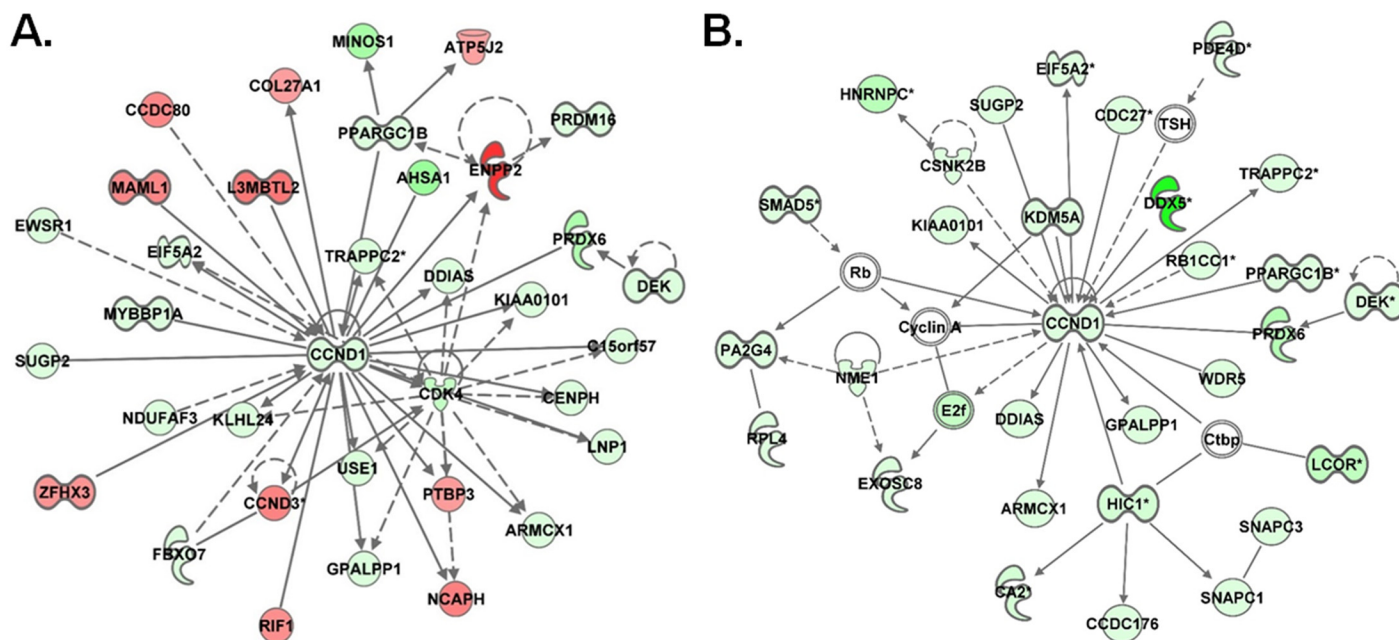 A.
MINOS1
ATP5J2
COL27A1
CCDC80
PPARGC1B
PRDM16
ENPP2
AHSA1
MAML1
L3MBTL2
EWSR1
EIF5A2
TRAPPC2*
PRDX6
DDIAS
DEK
KIAA0101
MYBBP1A
CCND1
C15orf57
SUGP2
CDK4
CENPH
NDUFAF3
KLHL24
LNP1
USE1
ZFHX3
CCND3*
PTBP3
ARMCX1
FBXO7
GPALPP1
NCAPH
RIF1
B.
PDE4D*
EIF5A2*
HNRNPC*
SUGP2
CDC27*
TSH
CSNK2B
TRAPPC2*
DDX5*
SMAD5*
KIAA0101
KDM5A
RB1CC1*
Rb
PPARGC1B*
DEK*
Cyclin A
CCND1
PRDX6
PA2G4
NME1
WDR5
E2f
DDIAS
GPALPP1
RPL4
Ctbp
LCOR*
EXOSC8
ARMCX1
HIC1*
SNAPC3
CA2*
SNAPC1
CCDC176